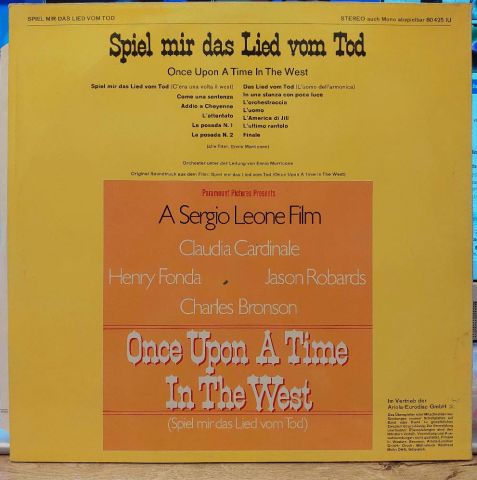 SPIEL MIR DAS LIED VOM TOD
STEREO auch Mono abspielbar 80 425 IU
Spiel mir das Lied vom Tod
Once Upon A Time In The West
Spiel mir das Lied vom Tod (C'era una volta il west)
Come una sentenza
Addio a Cheyenne
L'attentato
La posada N. 1
La posada N. 2
Das Lied vom Tod (L'uomo dell'armonica)
In una stanza con poca luce
L'orchestraccia
L'uomo
L'America di Jill
L'ultimo rantolo
Finale
(alle Titel, Ennio Morricone)
Orchester unter der Leitung von Ennio Morricone
Original Soundtrack aus dem Film: Spiel mir das Lied vom Tod (Once Upon A Time In The West)
Paramount Pictures Presents
A Sergio Leone Film
Claudia Cardinale
Henry Fonda Jason Robards
Charles Bronson
Once Upon A Time
In The West
(Spiel mir das Lied vom Tod)
Im Vertrieb der
Ariola-Eurodisc GmbH